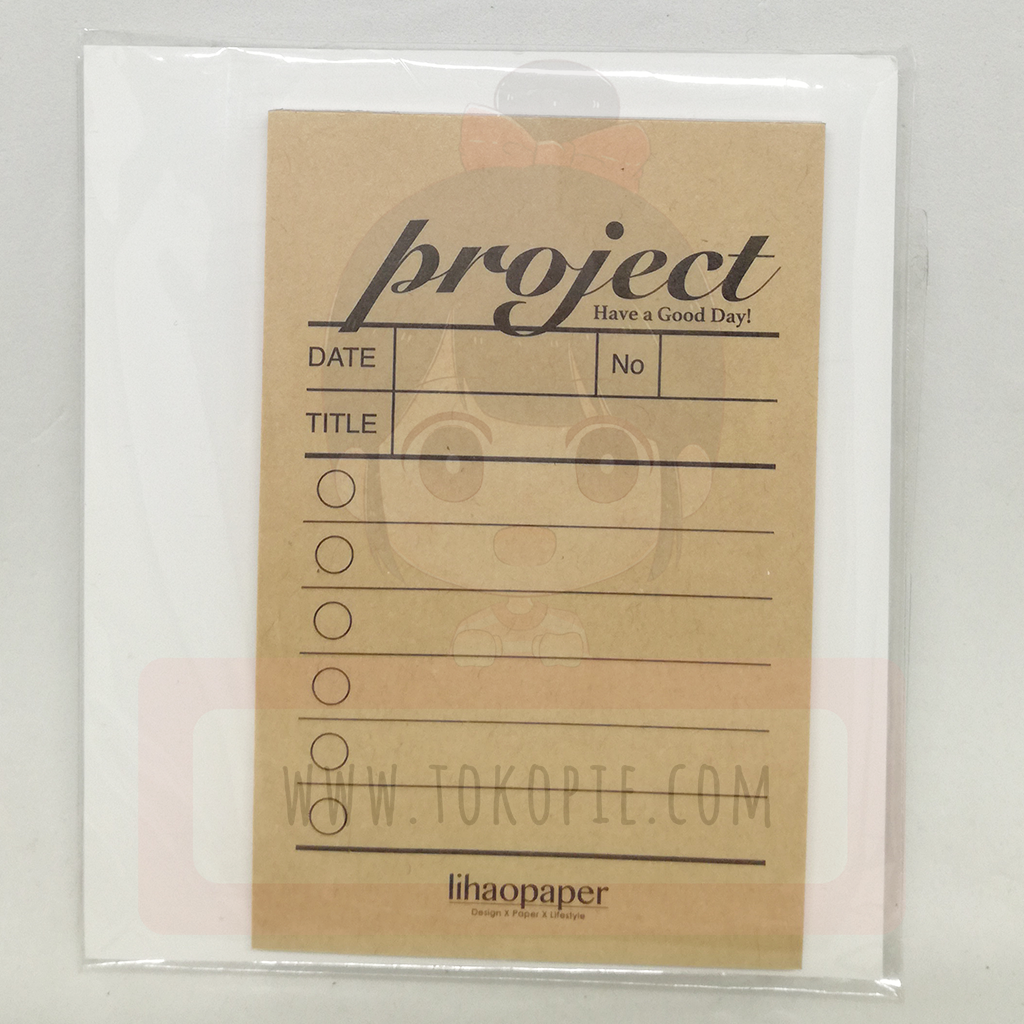 project
Have a Good Day!
DATE No
TITLE
WWW.TOKOPIE.COM
lihaopaper
Design X Paper X Lifestyle